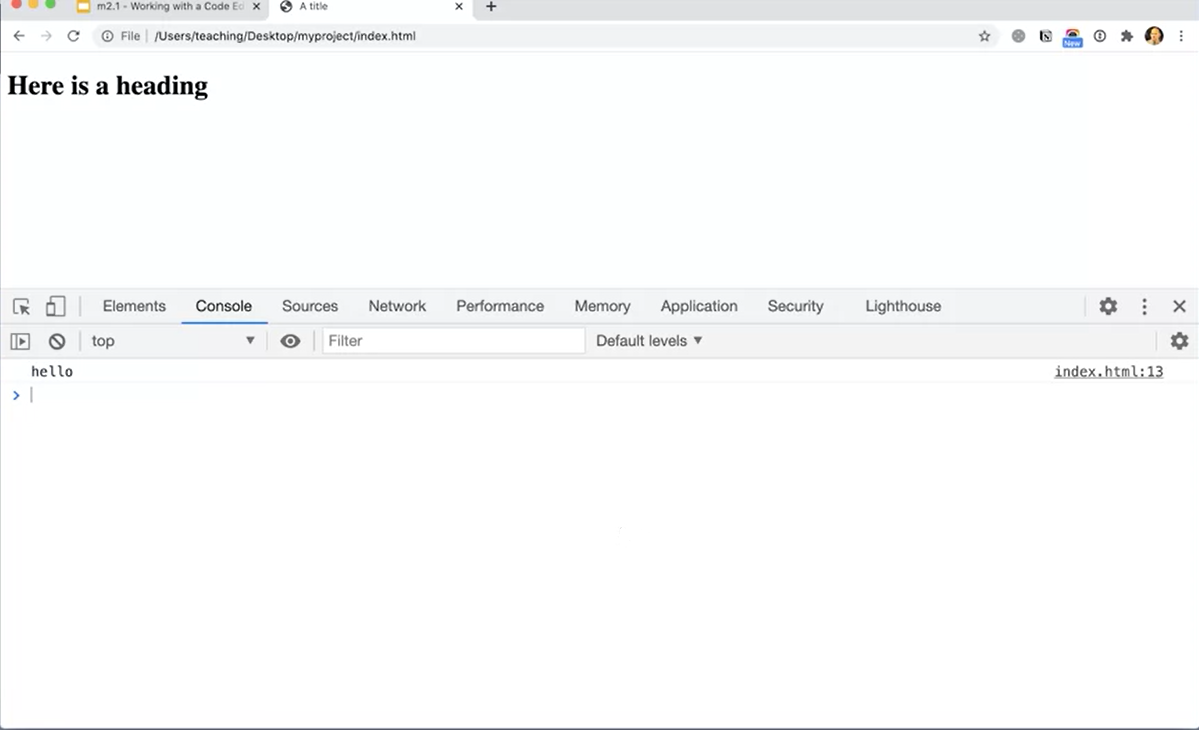 m2.1 - Working with a Code Ed
A title
File /Users/teaching/Desktop/myproject/index.html
New
Here is a heading
Elements Console Sources Network Performance Memory Application Security Lighthouse
top Filter Default levels ▼
hello index.html:13
>